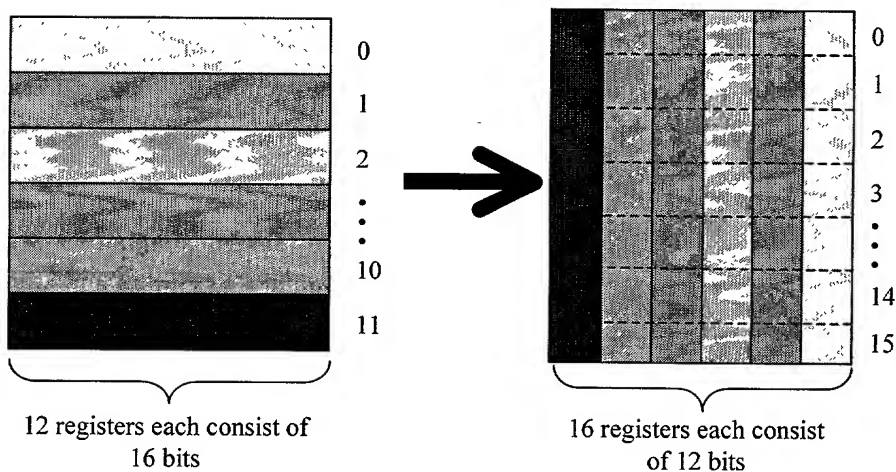 0
1
2
10
11
12 registers each consist of
16 bits
0
1
2
3
14
15
16 registers each consist
of 12 bits